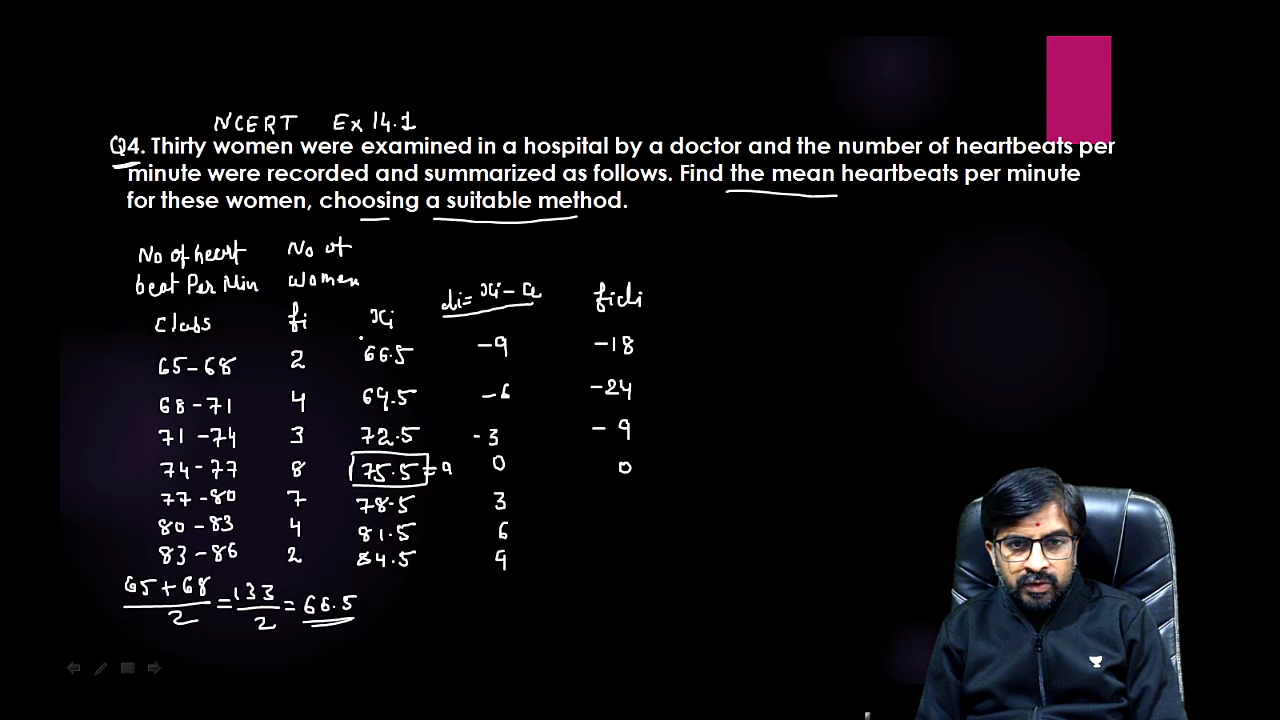 NCERT Ex 14.1
Q4. Thirty women were examined in a hospital by a doctor and the number of heartbeats per
minute were recorded and summarized as follows. Find the mean heartbeats per minute
for these women, choosing a suitable method.
No of heart No of
beat Per Min women
Class fi xi di = xi - a fidi
65-68 2 66.5 -9 -18
68-71 4 69.5 -6 -24
71-74 3 72.5 -3 -9
74-77 8 75.5 = a 0 0
77-80 7 78.5 3
80-83 4 81.5 6
83-86 2 84.5 9
65+68/2 = 133/2 = 66.5